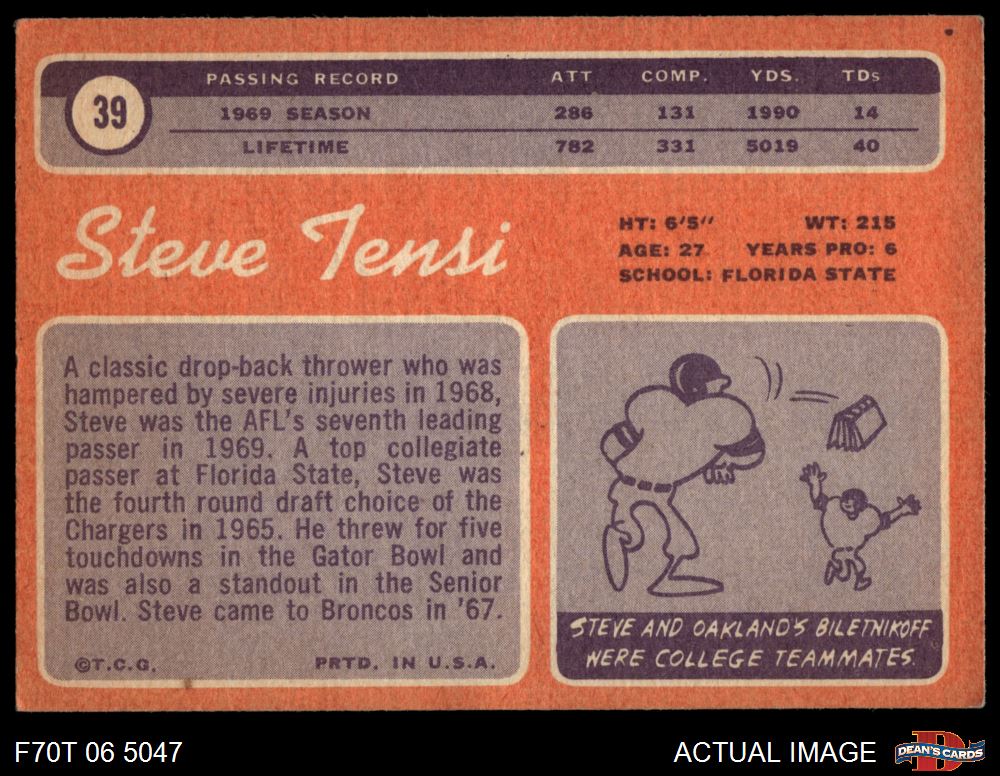 39
PASSING RECORD ATT COMP. YDS. TDs
1969 SEASON 286 131 1990 14
LIFETIME 782 331 5019 40
Steve Tensi
HT: 6'5'' WT: 215
AGE: 27 YEARS PRO: 6
SCHOOL: FLORIDA STATE
A classic drop-back thrower who was
hampered by severe injuries in 1968,
Steve was the AFL's seventh leading
passer in 1969. A top collegiate
passer at Florida State, Steve was
the fourth round draft choice of the
Chargers in 1965. He threw for five
touchdowns in the Gator Bowl and
was also a standout in the Senior
Bowl. Steve came to Broncos in '67.
©T.C.G. PRTD. IN U.S.A.
STEVE AND OAKLAND'S BILETNIKOFF
WERE COLLEGE TEAMMATES.
F70T 06 5047
ACTUAL IMAGE
D
DEAN'S CARDS